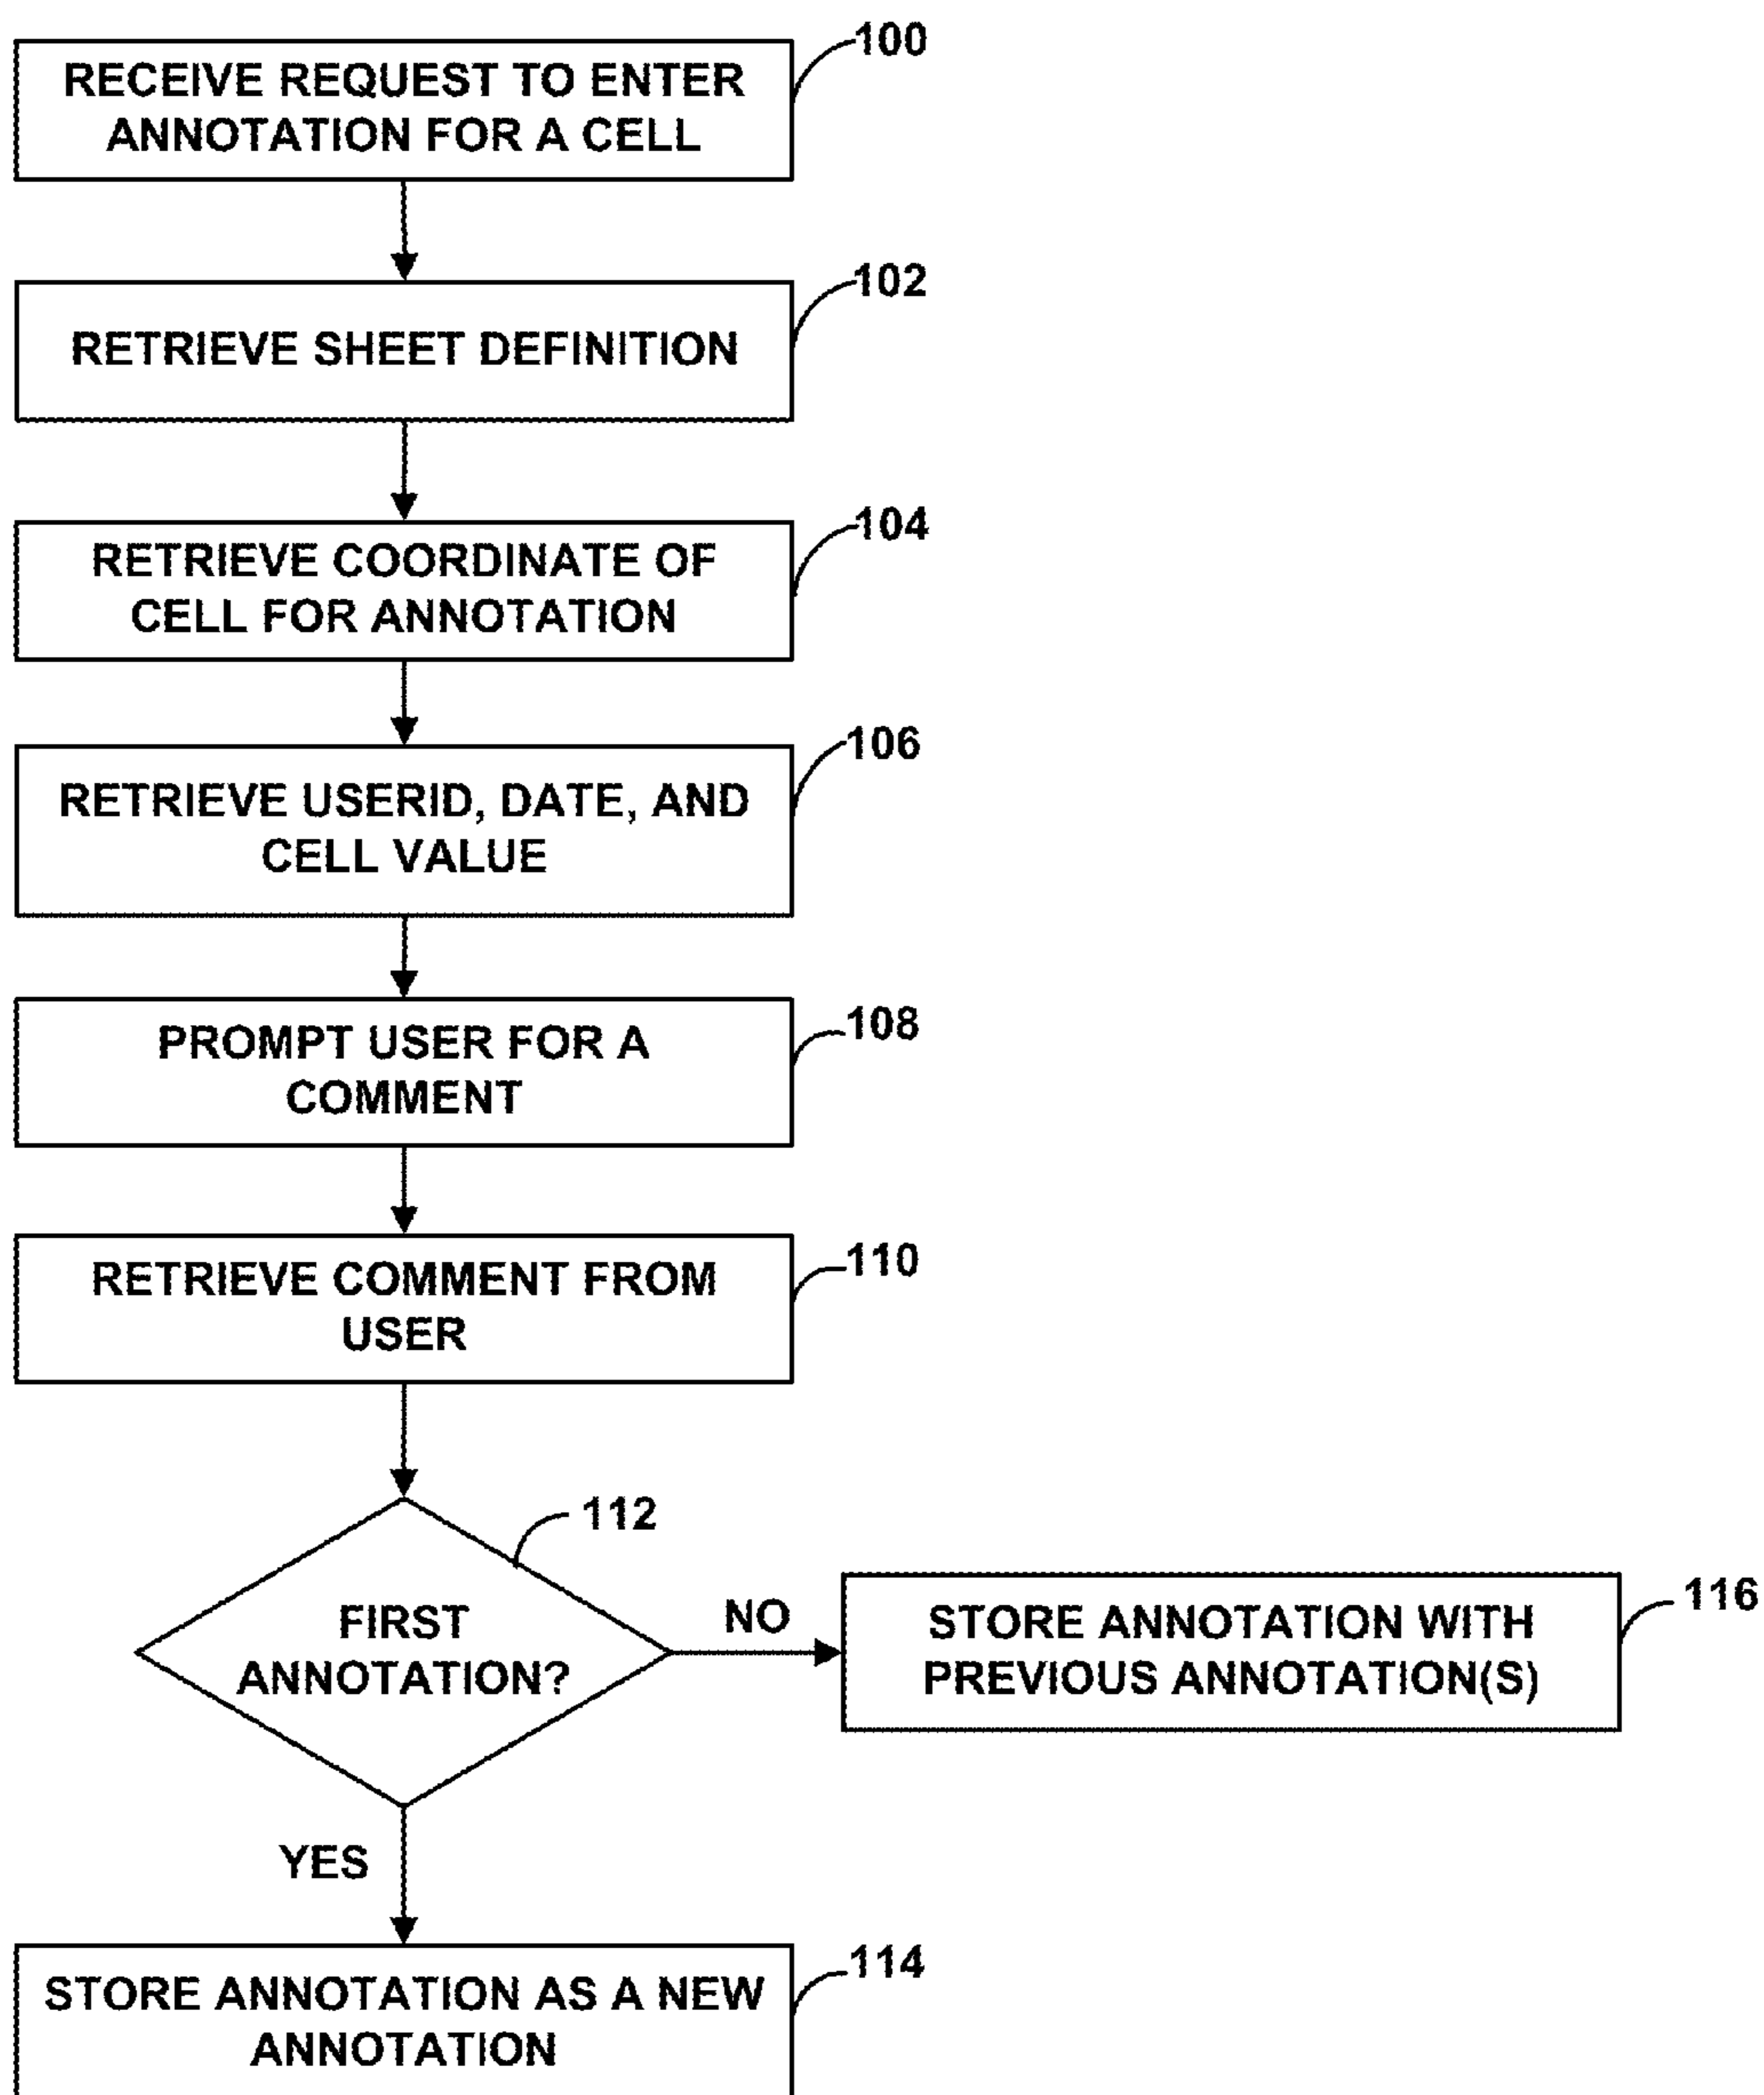 100
RECEIVE REQUEST TO ENTER
ANNOTATION FOR A CELL
102
RETRIEVE SHEET DEFINITION
104
RETRIEVE COORDINATE OF
CELL FOR ANNOTATION
106
RETRIEVE USERID, DATE, AND
CELL VALUE
108
PROMPT USER FOR A
COMMENT
110
RETRIEVE COMMENT FROM
USER
112
FIRST
ANNOTATION?
NO
116
STORE ANNOTATION WITH
PREVIOUS ANNOTATION(S)
YES
114
STORE ANNOTATION AS A NEW
ANNOTATION